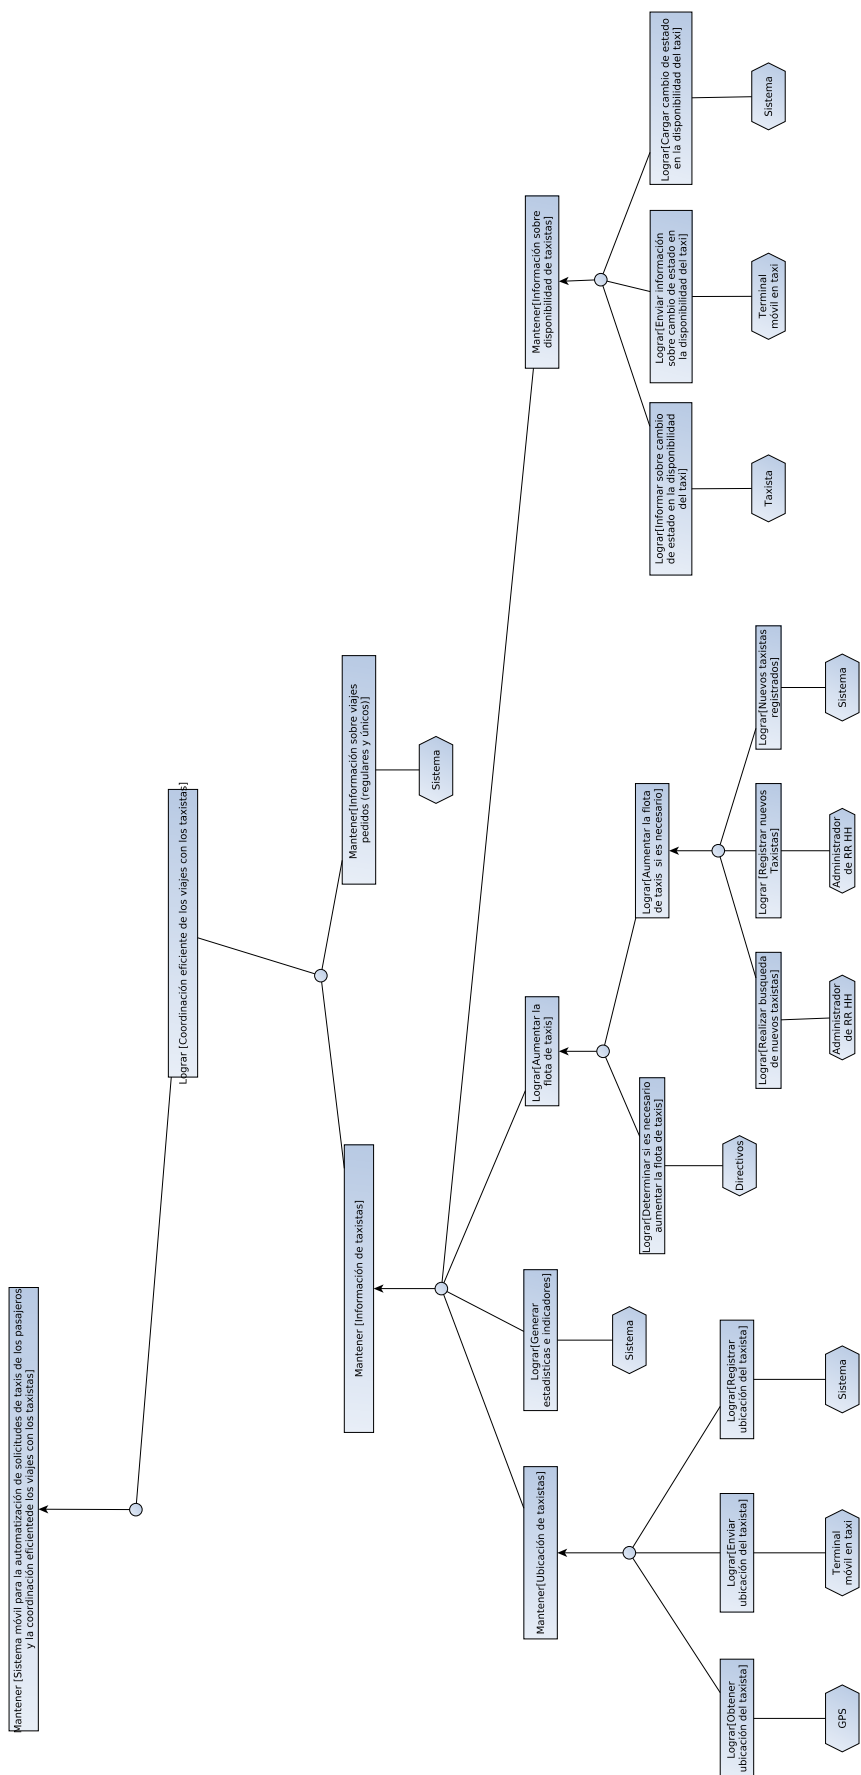 Mantener [Sistema móvil para la automatización de solicitudes de taxis de los pasajeros
y la coordinación eficientede los viajes con los taxistas]
Lograr [Coordinación eficiente de los viajes con los taxistas]
Mantener [Información de taxistas]
Mantener[Información sobre viajes
pedidos (regulares y únicos)]
Sistema
Mantener[Ubicación de taxistas]
Lograr[Generar
estadísticas e indicadores]
Lograr[Aumentar la
flota de taxis]
Mantener[Información sobre
disponibilidad de taxistas]
Sistema
Lograr[Determinar si es necesario
aumentar la flota de taxis]
Lograr[Aumentar la flota
de taxis si es necesario]
Lograr[Informar sobre cambio
de estado en la disponibilidad
del taxi]
Lograr[Enviar información
sobre cambio de estado en
la disponibilidad del taxi]
Lograr[Cargar cambio de estado
en la disponibilidad del taxi]
Lograr[Obtener
ubicación del taxista]
Lograr[Enviar
ubicación del taxista]
Lograr[Registrar
ubicación del taxista]
Directivos
Lograr[Realizar busqueda
de nuevos taxistas]
Lograr [Registrar nuevos
Taxistas]
Lograr[Nuevos taxistas
registrados]
Taxista
Terminal
móvil en taxi
Sistema
GPS
Terminal
móvil en taxi
Sistema
Administrador
de RR HH
Administrador
de RR HH
Sistema